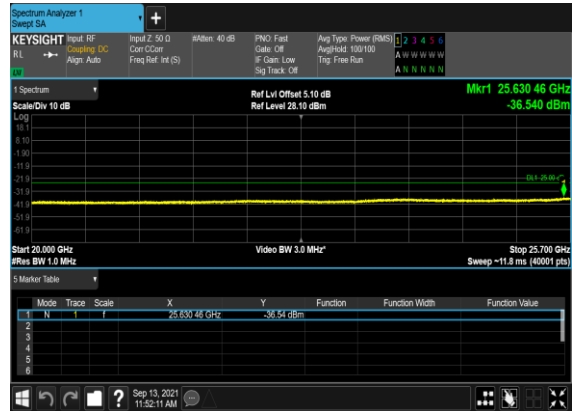 Spectrum Analyzer 1
Swept SA
+
KEYSIGHT Input: RF Input Z: 50 Ω #Atten: 40 dB PNO: Fast Avg Type: Power (RMS) 1 2 3 4 5 6
RL Coupling: DC Corr CCorr Gate: Off Avg|Hold: 100/100 A W W W W W
Align: Auto Freq Ref: Int (S) IF Gain: Low Trig: Free Run
Sig Track: Off A N N N N N
LW
1 Spectrum Ref Lvl Offset 5.10 dB Mkr1 25.630 46 GHz
Scale/Div 10 dB Ref Level 28.10 dBm -36.540 dBm
Log
18.1
8.10
-1.90
-11.9
-21.9
DL1 -25.00
-31.9
-41.9
-51.9
-61.9
Start 20.000 GHz Video BW 3.0 MHz* Stop 25.700 GHz
#Res BW 1.0 MHz Sweep ~11.8 ms (40001 pts)
5 Marker Table
Mode Trace Scale X Y Function Function Width Function Value
1 N 1 f 25.630 46 GHz -36.54 dBm
2
3
4
5
6
? Sep 13, 2021
11:52:11 AM